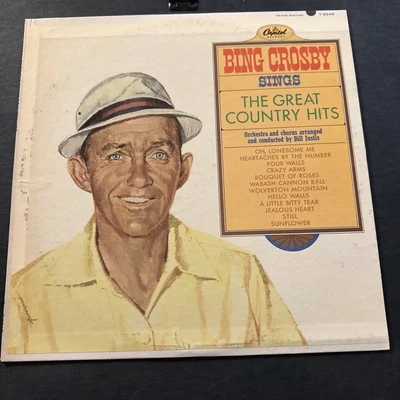 Capitol
BING CROSBY
SINGS
THE GREAT
COUNTRY HITS
Orchestra and chorus arranged
and conducted by Bill Justis
OH, LONESOME ME
HEARTACHES BY THE NUMBER
FOUR WALLS
CRAZY ARMS
BOUQUET OF ROSES
WABASH CANNON BALL
WOLVERTON MOUNTAIN
HELLO WALLS
A LITTLE BITTY TEAR
JEALOUS HEART
STILL
SUNFLOWER